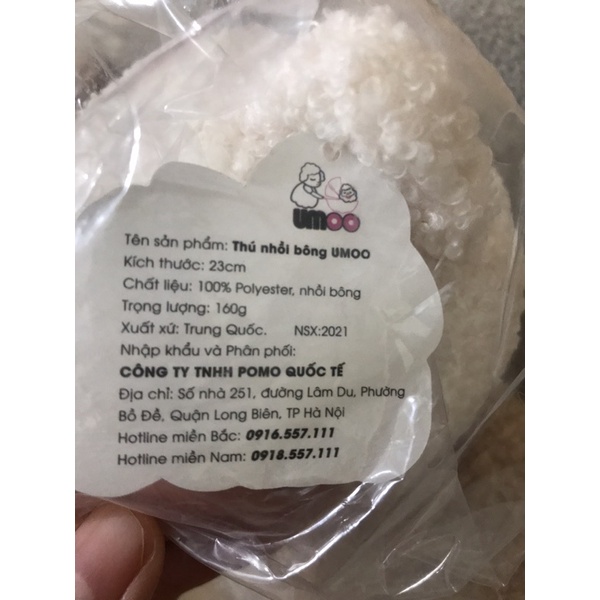 umoo
Tên sản phẩm: Thú nhồi bông UMOO
Kích thước: 23cm
Chất liệu: 100% Polyester, nhồi bông
Trọng lượng: 160g
Xuất xứ: Trung Quốc. NSX:2021
Nhập khẩu và Phân phối:
CÔNG TY TNHH POMO QUỐC TẾ
Địa chỉ: Số nhà 251, đường Lâm Du, Phường
Bồ Đề, Quận Long Biên, TP Hà Nội
Hotline miền Bắc: 0916.557.111
Hotline miền Nam: 0918.557.111